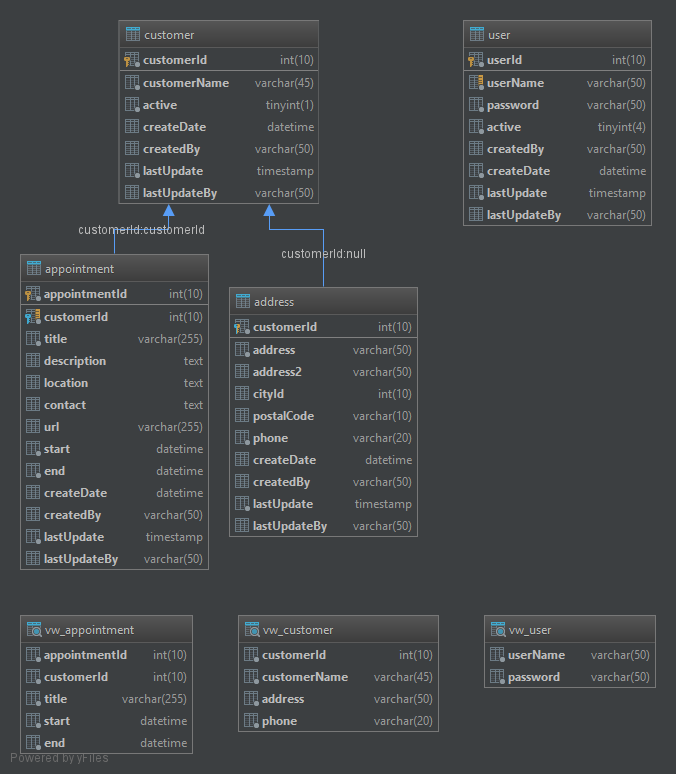 customer
customerId int(10)
customerName varchar(45)
active tinyint(1)
createDate datetime
createdBy varchar(50)
lastUpdate timestamp
lastUpdateBy varchar(50)
user
userId int(10)
userName varchar(50)
password varchar(50)
active tinyint(4)
createdBy varchar(50)
createDate datetime
lastUpdate timestamp
lastUpdateBy varchar(50)
customerId:customerId
customerId:null
appointment
appointmentId int(10)
customerId int(10)
title varchar(255)
description text
location text
contact text
url varchar(255)
start datetime
end datetime
createDate datetime
createdBy varchar(50)
lastUpdate timestamp
lastUpdateBy varchar(50)
address
customerId int(10)
address varchar(50)
address2 varchar(50)
cityId int(10)
postalCode varchar(10)
phone varchar(20)
createDate datetime
createdBy varchar(50)
lastUpdate timestamp
lastUpdateBy varchar(50)
vw_appointment
appointmentId int(10)
customerId int(10)
title varchar(255)
start datetime
end datetime
vw_customer
customerId int(10)
customerName varchar(45)
address varchar(50)
phone varchar(20)
vw_user
userName varchar(50)
password varchar(50)
Powered by yFiles